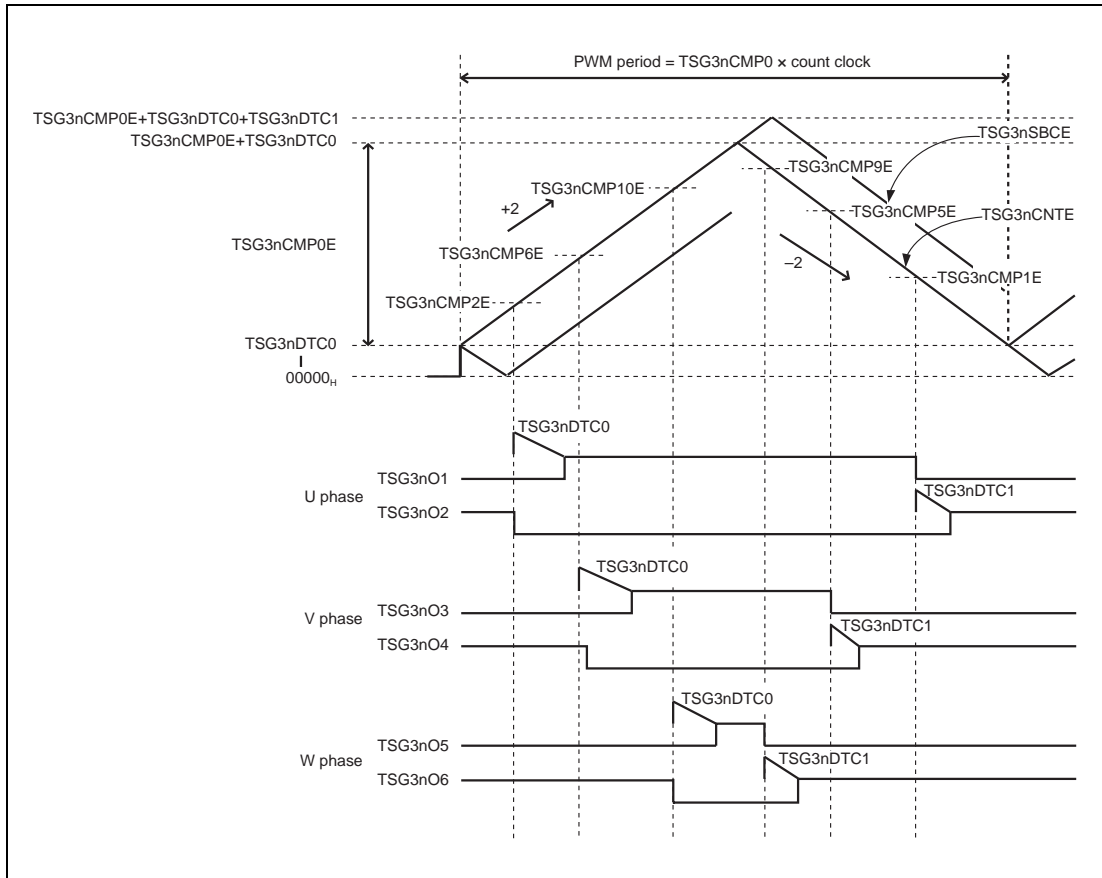 PWM period = TSG3nCMP0 × count clock
TSG3nCMP0E+TSG3nDTC0+TSG3nDTC1
TSG3nCMP0E+TSG3nDTC0
TSG3nSBCE
TSG3nCMP9E
TSG3nCMP10E
+2
TSG3nCMP5E
TSG3nCNTE
TSG3nCMP0E
TSG3nCMP6E
–2
TSG3nCMP1E
TSG3nCMP2E
TSG3nDTC0
00000H
TSG3nDTC0
U phase
TSG3nO1
TSG3nDTC1
TSG3nO2
TSG3nDTC0
V phase
TSG3nO3
TSG3nDTC1
TSG3nO4
TSG3nDTC0
W phase
TSG3nO5
TSG3nDTC1
TSG3nO6